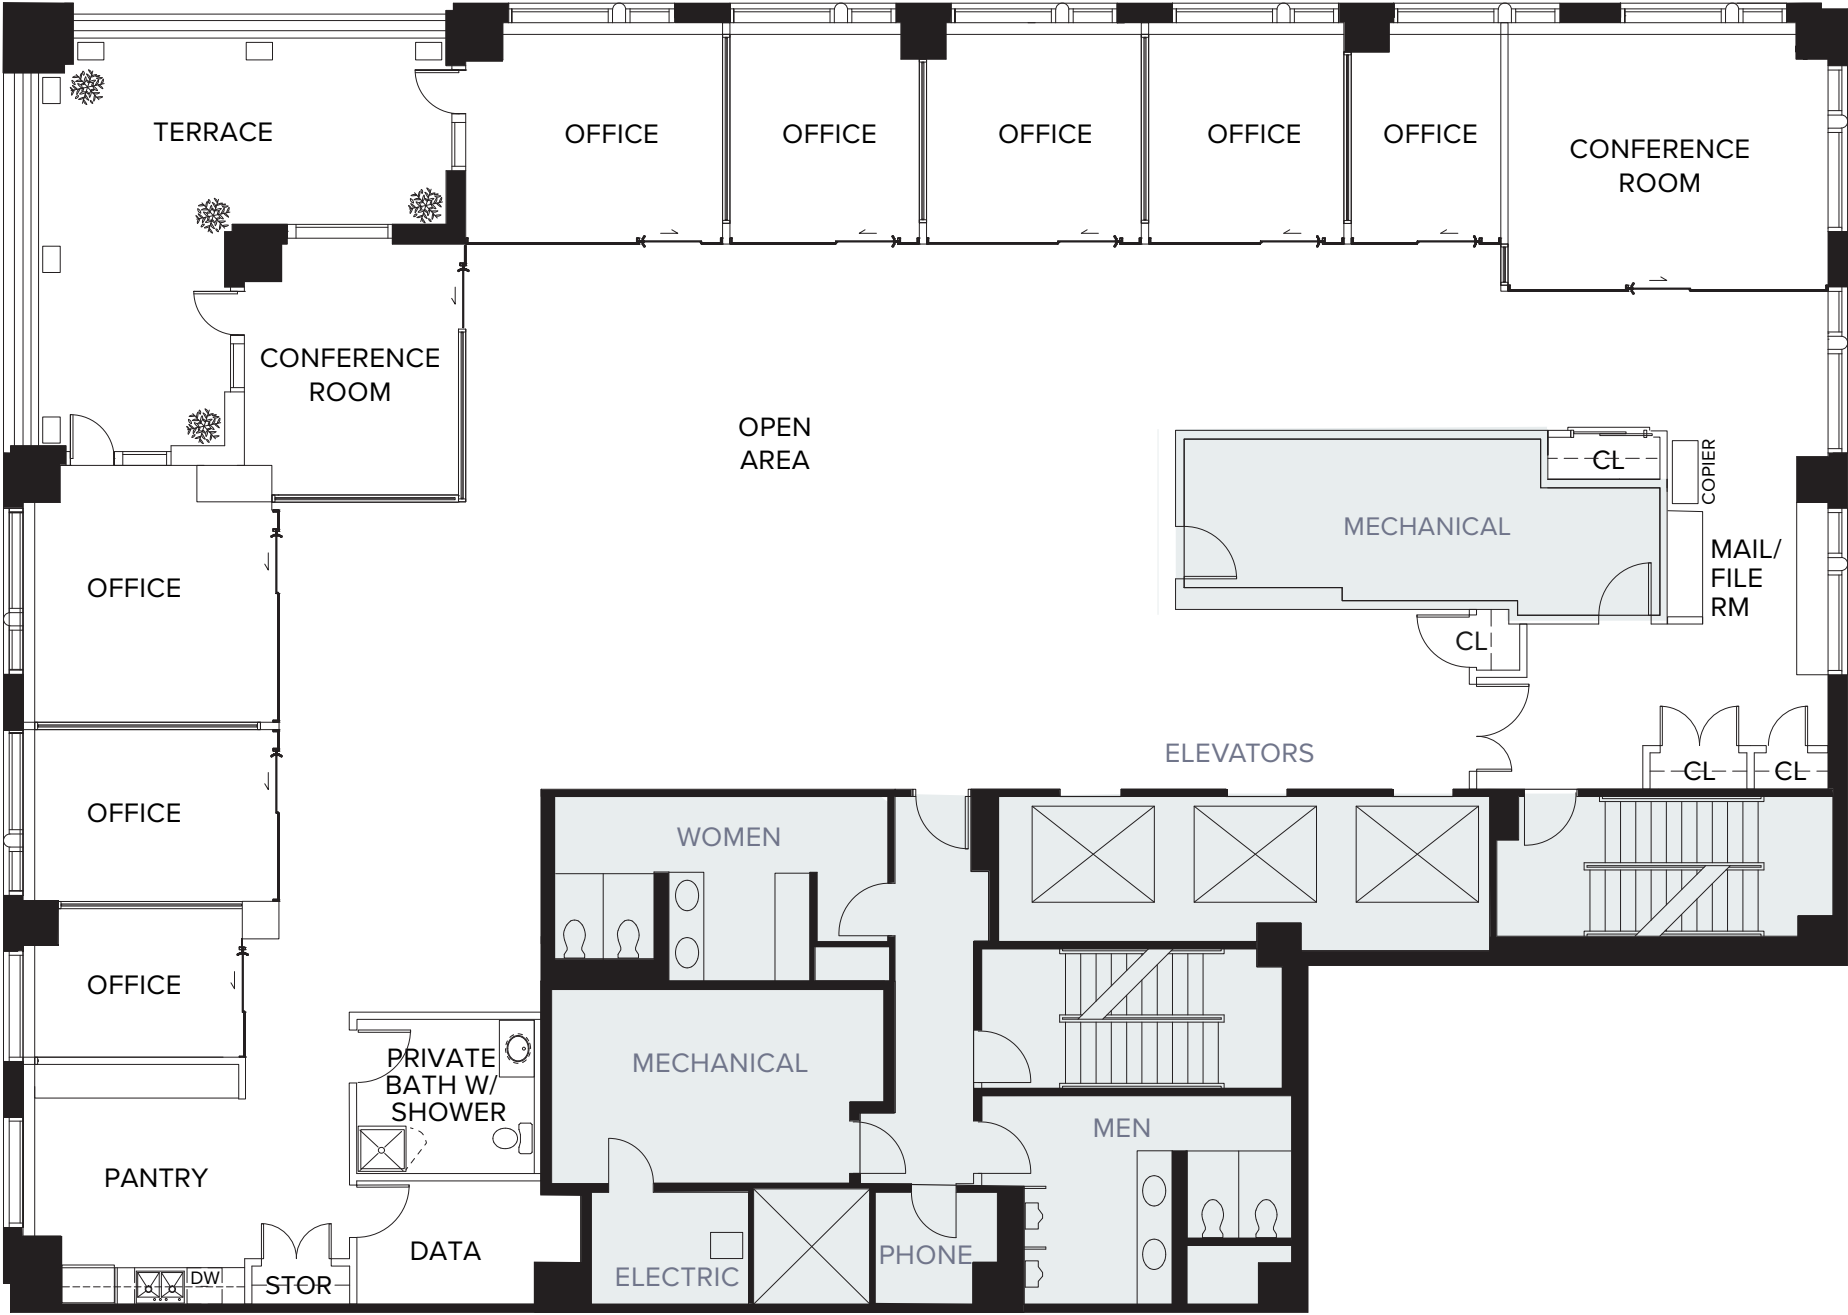 TERRACE
OFFICE
OFFICE
OFFICE
OFFICE
OFFICE
CONFERENCE
ROOM
CONFERENCE
ROOM
OPEN
AREA
CL
COPIER
MECHANICAL
MAIL/
FILE
RM
OFFICE
CL
ELEVATORS
CL
CL
OFFICE
WOMEN
OFFICE
PRIVATE
BATH W/
SHOWER
MECHANICAL
MEN
PANTRY
DATA
PHONE
ELECTRIC
DW
STOR